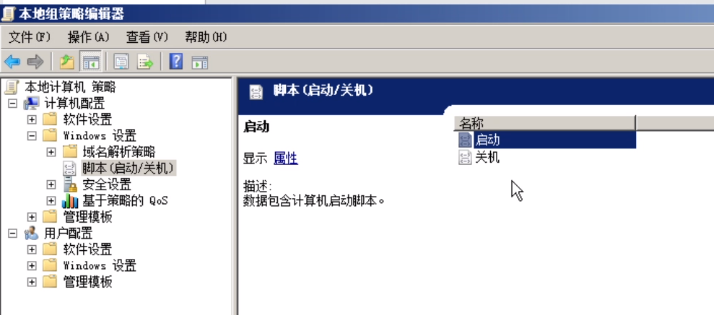 本地组策略编辑器
文件(F) 操作(A) 查看(V) 帮助(H)
本地计算机 策略
计算机配置
软件设置
Windows 设置
域名解析策略
脚本(启动/关机)
安全设置
基于策略的 QoS
管理模板
用户配置
软件设置
Windows 设置
管理模板
脚本(启动/关机)
启动
显示 属性
描述:
数据包含计算机启动脚本。
名称
启动
关机